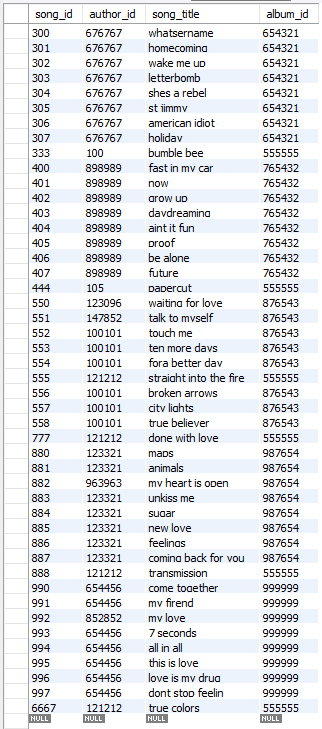 song_id author_id song_title album_id
300 676767 whatsername 654321
301 676767 homecoming 654321
302 676767 wake me up 654321
303 676767 letterbomb 654321
304 676767 shes a rebel 654321
305 676767 st jimmy 654321
306 676767 american idiot 654321
307 676767 holiday 654321
333 100 bumble bee 555555
400 898989 fast in my car 765432
401 898989 now 765432
402 898989 grow up 765432
403 898989 daydreaming 765432
404 898989 aint it fun 765432
405 898989 proof 765432
406 898989 be alone 765432
407 898989 future 765432
444 105 papercut 555555
550 123096 waiting for love 876543
551 147852 talk to myself 876543
552 100101 touch me 876543
553 100101 ten more days 876543
554 100101 fora better day 876543
555 121212 straight into the fire 555555
556 100101 broken arrows 876543
557 100101 city lights 876543
558 100101 true believer 876543
777 121212 done with love 555555
880 123321 maps 987654
881 123321 animals 987654
882 963963 my heart is open 987654
883 123321 unkiss me 987654
884 123321 sugar 987654
885 123321 new love 987654
886 123321 feelings 987654
887 123321 coming back for you 987654
888 121212 transmission 555555
990 654456 come together 999999
991 654456 my firend 999999
992 852852 my love 999999
993 654456 7 seconds 999999
994 654456 all in all 999999
995 654456 this is love 999999
996 654456 love is my drug 999999
997 654456 dont stop feelin 999999
6667 121212 true colors 555555
NULL NULL NULL NULL